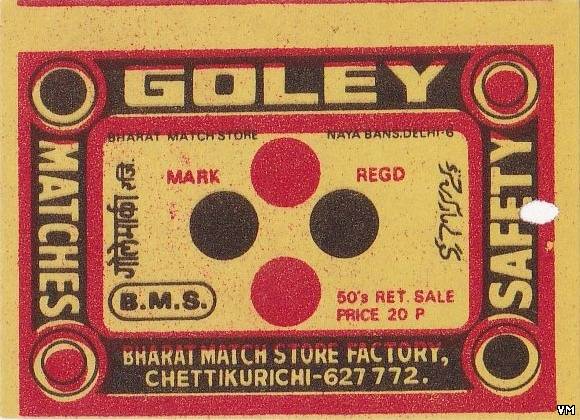 GOLEY
BHARAT MATCH STORE
NAYA BANS.DELHI-6
MATCHES
SAFETY
गोलेमार्का रज.
MARK
REGD
B.M.S.
50's RET. SALE
PRICE 20 P
BHARAT MATCH STORE FACTORY,
CHETTIKURICHI-627 772.
VM